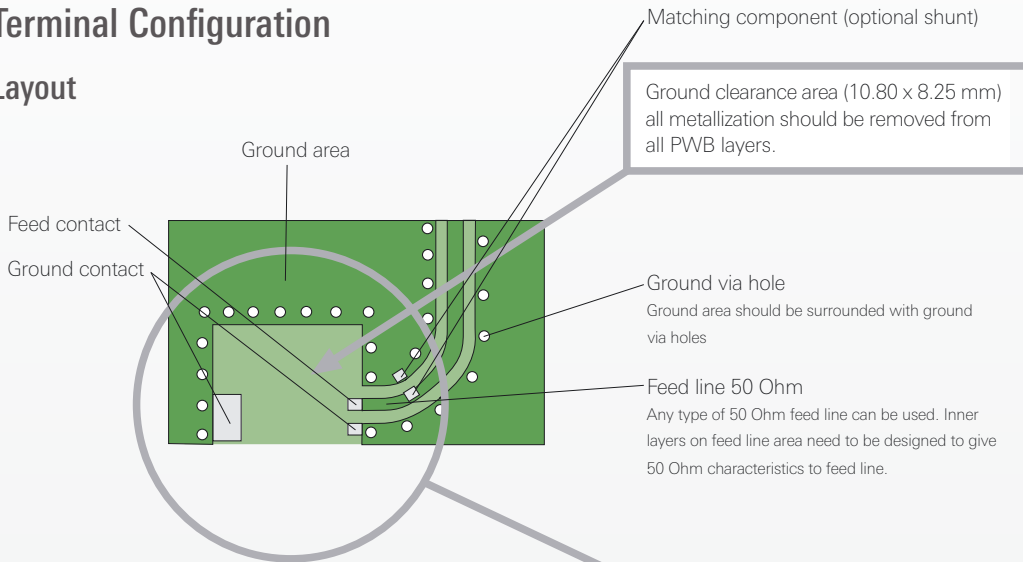 Terminal Configuration
Layout
Matching component (optional shunt)
Ground clearance area (10.80 x 8.25 mm)
all metallization should be removed from
all PWB layers.
Ground area
Feed contact
Ground contact
Ground via hole
Ground area should be surrounded with ground
via holes
Feed line 50 Ohm
Any type of 50 Ohm feed line can be used. Inner
layers on feed line area need to be designed to give
50 Ohm characteristics to feed line.